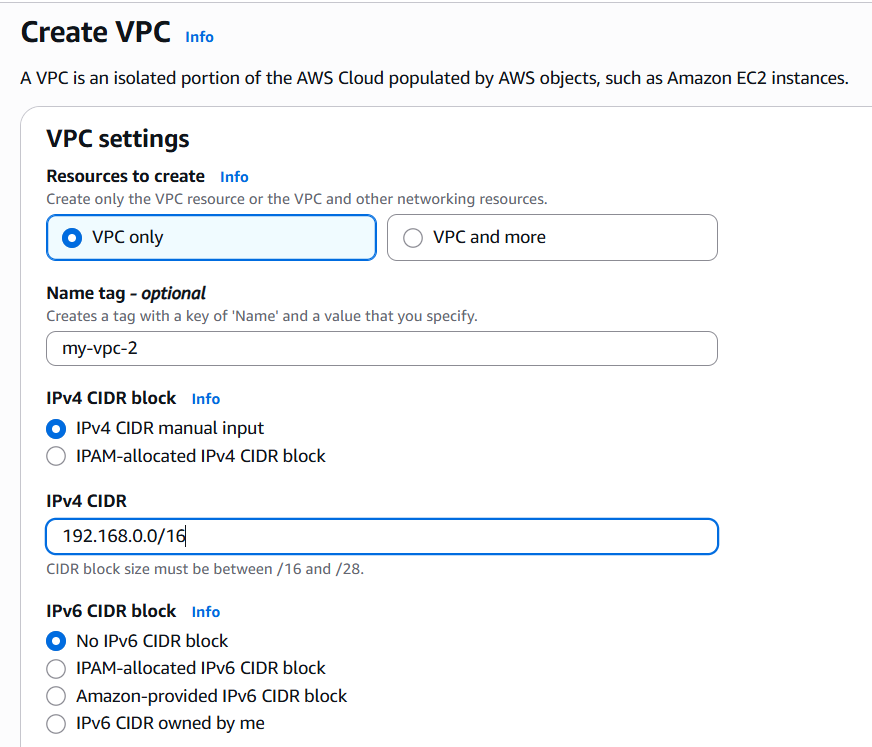 Create VPC Info
A VPC is an isolated portion of the AWS Cloud populated by AWS objects, such as Amazon EC2 instances.
VPC settings
Resources to create Info
Create only the VPC resource or the VPC and other networking resources.
VPC only
VPC and more
Name tag - optional
Creates a tag with a key of 'Name' and a value that you specify.
my-vpc-2
IPv4 CIDR block Info
IPv4 CIDR manual input
IPAM-allocated IPv4 CIDR block
IPv4 CIDR
192.168.0.0/16
CIDR block size must be between /16 and /28.
IPv6 CIDR block Info
No IPv6 CIDR block
IPAM-allocated IPv6 CIDR block
Amazon-provided IPv6 CIDR block
IPv6 CIDR owned by me